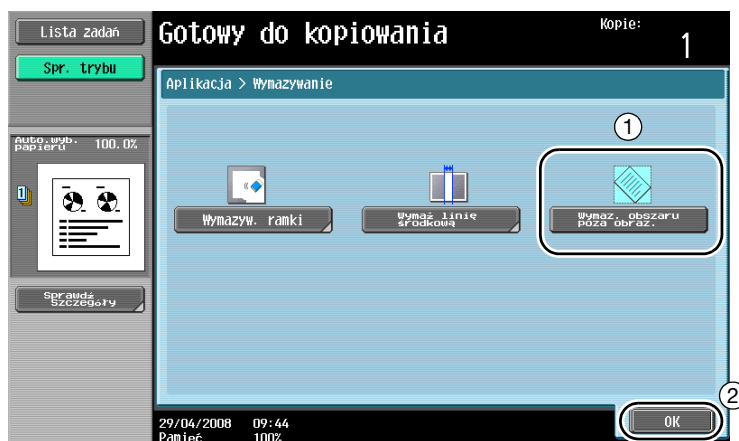 Lista zadań
Gotowy do kopiowania
Kopie:
1
Spr. trybu
Aplikacja > Wymazywanie
①
Auto.wyb.
papieru
100.0%
1
Wymazyw. ramki
Wymaż linię
środkową
Wymaz. obszaru
poza obraz.
Sprawdź
Szczegóły
②
OK
29/04/2008 09:44
Pamięć 100%